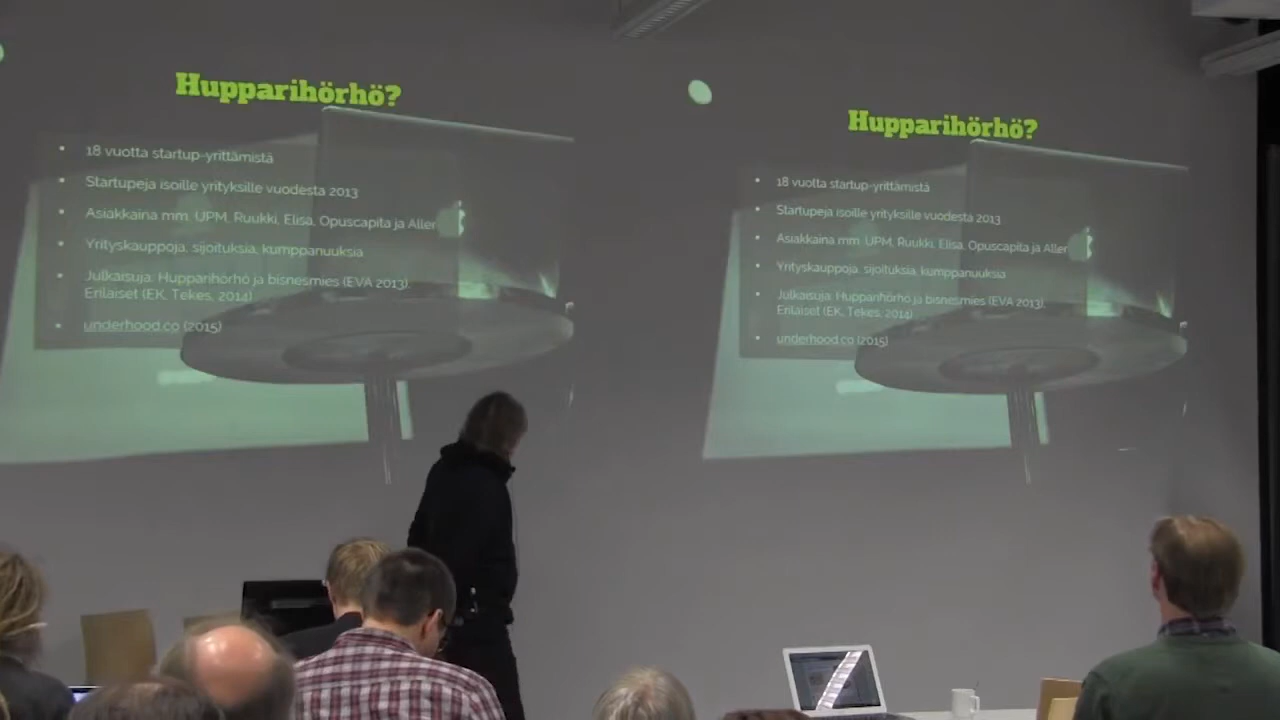 Hupparihörhö?
18 vuotta startup-yrittämistä
Startupeja isoille yrityksille vuodesta 2013
Asiakkaina mm. UPM, Ruukki, Elisa, Opuscapita ja Aller
Yrityskauppoja, sijoituksia, kumppanuuksia
Julkaisuja: Hupparihörhö ja bisnesmies (EVA 2013),
Erilaiset (EK, Tekes, 2014)
underhood.co (2015)
Hupparihörhö?
18 vuotta startup-yrittämistä
Startupeja isoille yrityksille vuodesta 2013
Asiakkaina mm. UPM, Ruukki, Elisa, Opuscapita ja Aller
Yrityskauppoja, sijoituksia, kumppanuuksia
Julkaisuja: Hupparihörhö ja bisnesmies (EVA 2013),
Erilaiset (EK, Tekes, 2014)
underhood.co (2015)